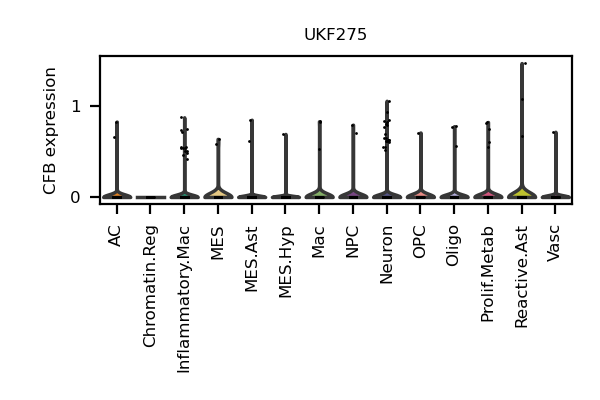 UKF275
CFB expression
1
0
AC
Chromatin.Reg
Inflammatory.Mac
MES
MES.Ast
MES.Hyp
Mac
NPC
Neuron
OPC
Oligo
Prolif.Metab
Reactive.Ast
Vasc